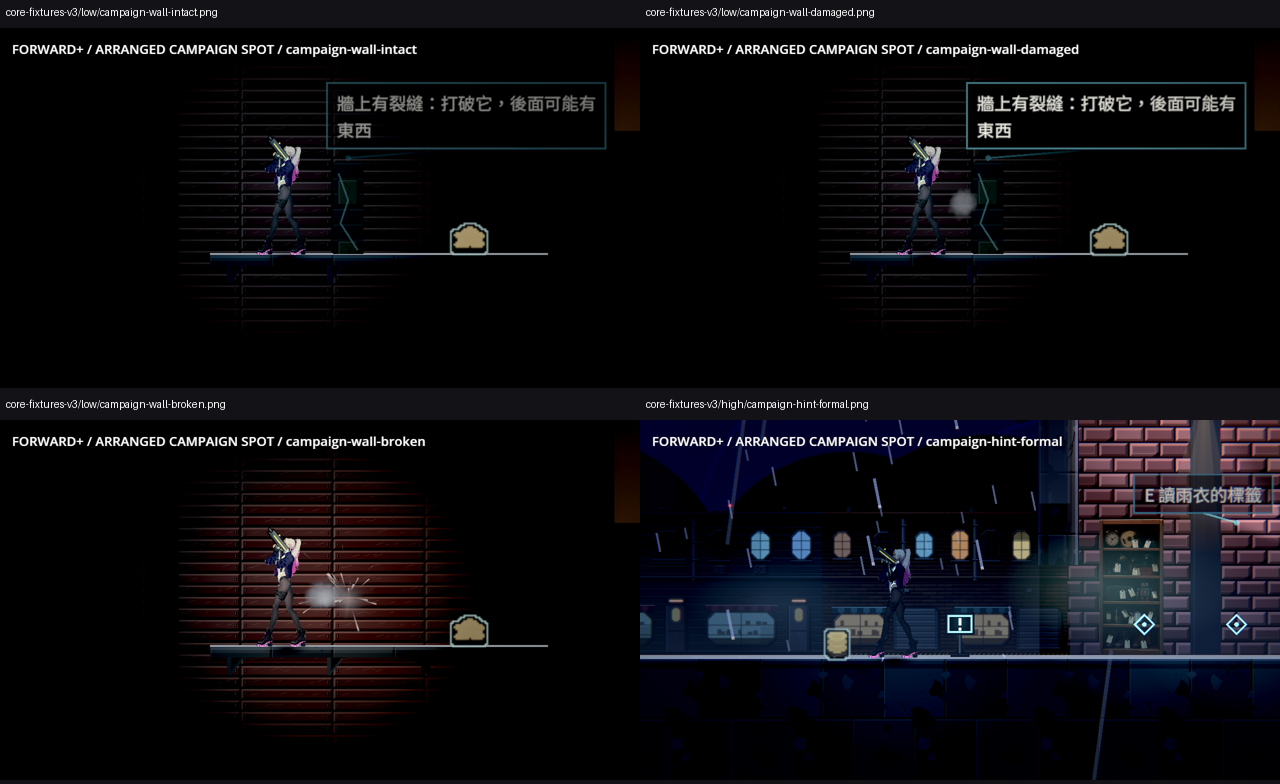 core-fixtures-v3/low/campaign-wall-intact.png
FORWARD+ / ARRANGED CAMPAIGN SPOT / campaign-wall-intact
牆上有裂縫：打破它，後面可能有
東西
core-fixtures-v3/low/campaign-wall-damaged.png
FORWARD+ / ARRANGED CAMPAIGN SPOT / campaign-wall-damaged
牆上有裂縫：打破它，後面可能有
東西
core-fixtures-v3/low/campaign-wall-broken.png
FORWARD+ / ARRANGED CAMPAIGN SPOT / campaign-wall-broken
core-fixtures-v3/high/campaign-hint-formal.png
FORWARD+ / ARRANGED CAMPAIGN SPOT / campaign-hint-formal
E 讀雨衣的標籤
!